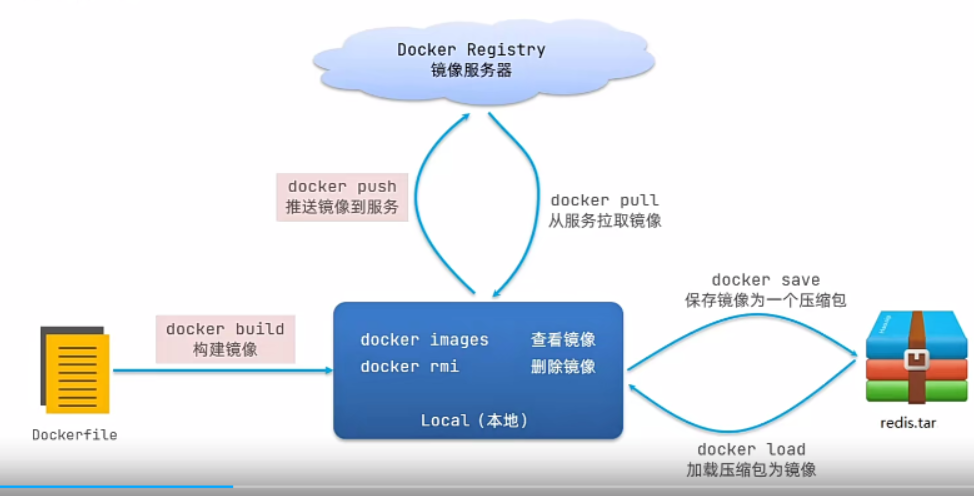 Docker Registry
镜像服务器
docker push
推送镜像到服务
docker pull
从服务拉取镜像
docker save
保存镜像为一个压缩包
docker build
构建镜像
docker images 查看镜像
docker rmi 删除镜像
Local（本地）
Dockerfile
redis.tar
docker load
加载压缩包为镜像